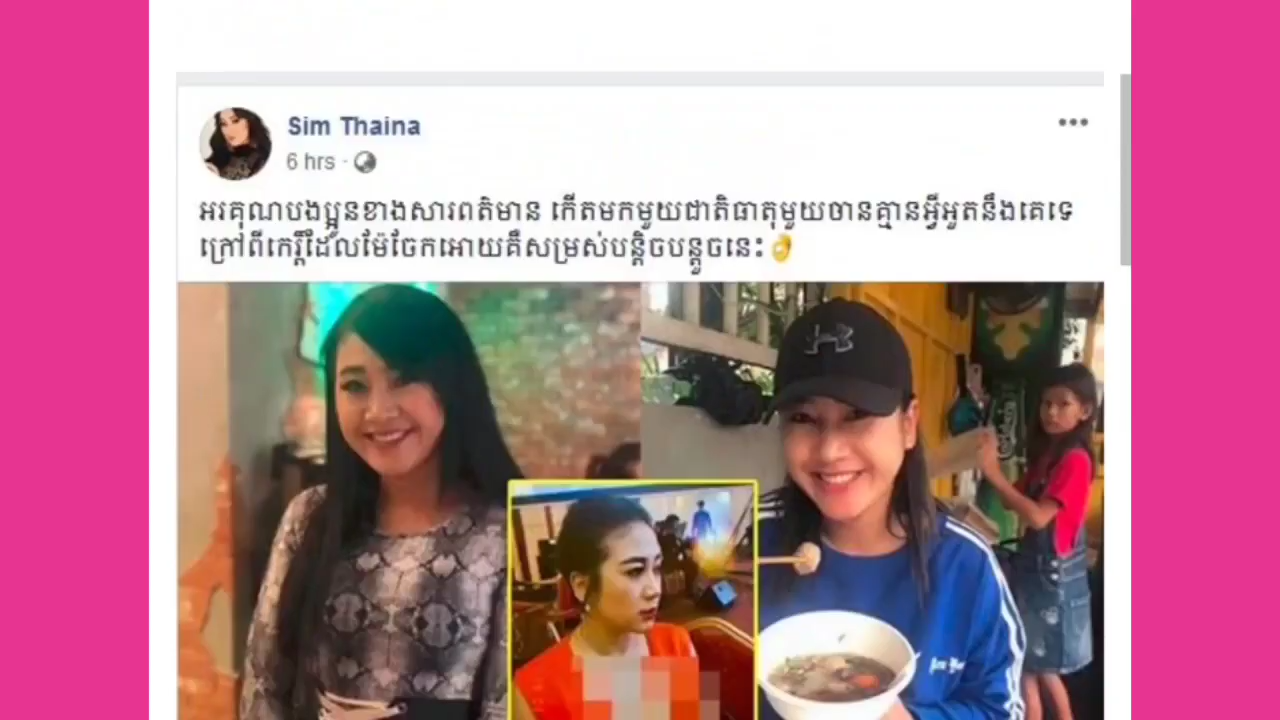 Sim Thaina
6 hrs ·
អរគុណបងប្អូនខាងសារពត៌មាន កើតមកមួយជាតិធាតុមួយចានគ្មានអ្វីអួតនឹងគេទេ
ក្រៅពីកេរ្តិ៍ដែលម៉ែចែកអោយគឺសម្រស់បន្តិចបន្តួចនេះ👌
Carlsberg